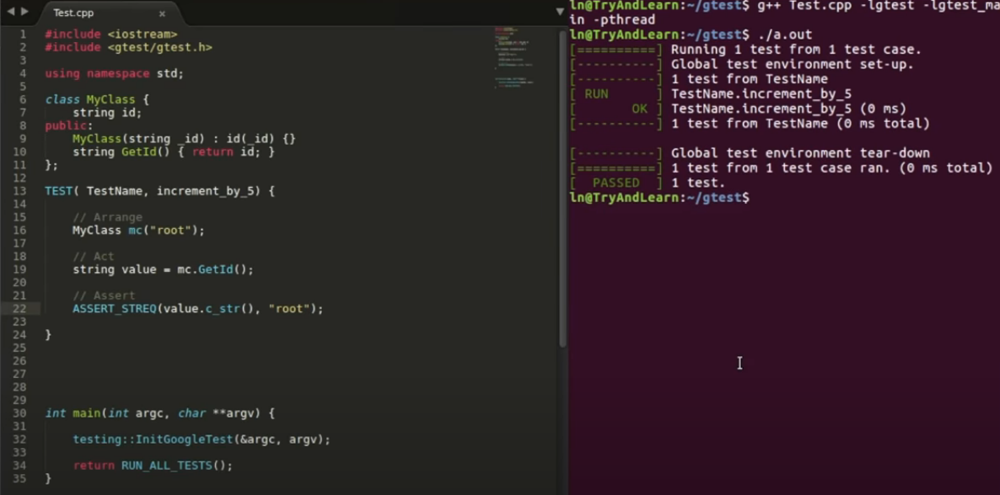 Test.cpp ×
1 #include <iostream>
2 #include <gtest/gtest.h>
3
4 using namespace std;
5
6 class MyClass {
7     string id;
8 public:
9     MyClass(string _id) : id(_id) {}
10     string GetId() { return id; }
11 };
12
13 TEST( TestName, increment_by_5) {
14
15     // Arrange
16     MyClass mc("root");
17
18     // Act
19     string value = mc.GetId();
20
21     // Assert
22     ASSERT_STREQ(value.c_str(), "root");
23
24 }
25
26
27
28
29
30 int main(int argc, char **argv) {
31
32     testing::InitGoogleTest(&argc, argv);
33
34     return RUN_ALL_TESTS();
35 }
ln@TryAndLearn:~/gtest$ g++ Test.cpp -lgtest -lgtest_ma
in -pthread
ln@TryAndLearn:~/gtest$ ./a.out
[==========] Running 1 test from 1 test case.
[----------] Global test environment set-up.
[----------] 1 test from TestName
[ RUN      ] TestName.increment_by_5
[       OK ] TestName.increment_by_5 (0 ms)
[----------] 1 test from TestName (0 ms total)

[----------] Global test environment tear-down
[==========] 1 test from 1 test case ran. (0 ms total)
[  PASSED  ] 1 test.
ln@TryAndLearn:~/gtest$